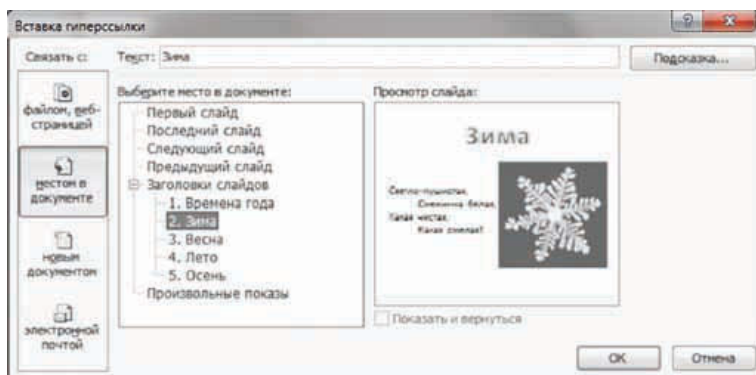 Вставка гиперссылки
Связать с:
Текст: Зима
Подсказка...
файлом, веб-
страницей
местом в
документе
новым
документом
электронной
почтой
Выберите место в документе:
Первый слайд
Последний слайд
Следующий слайд
Предыдущий слайд
Заголовки слайдов
1. Времена года
2. Зима
3. Весна
4. Лето
5. Осень
Произвольные показы
Просмотр слайда:
Зима
Светло-пушистая,
Снежинка белая,
Какая чистая,
Какая смелая!
Показать и вернуться
ОК
Отмена